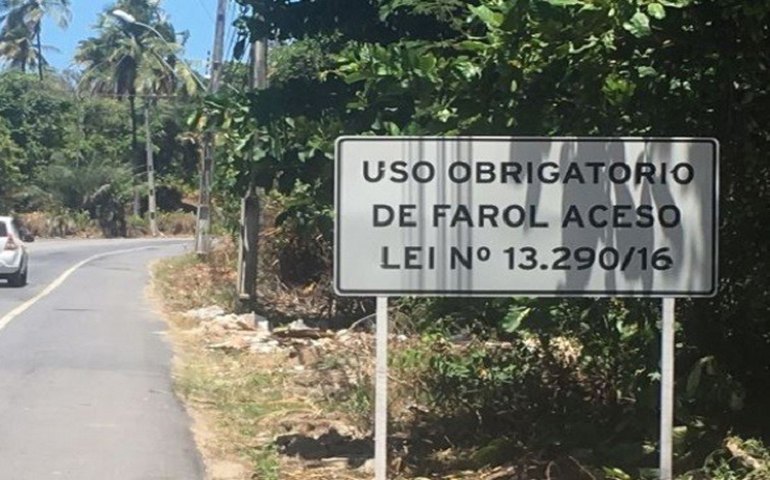 USO OBRIGATORIO
DE FAROL ACESO
LEI Nº 13.290/16